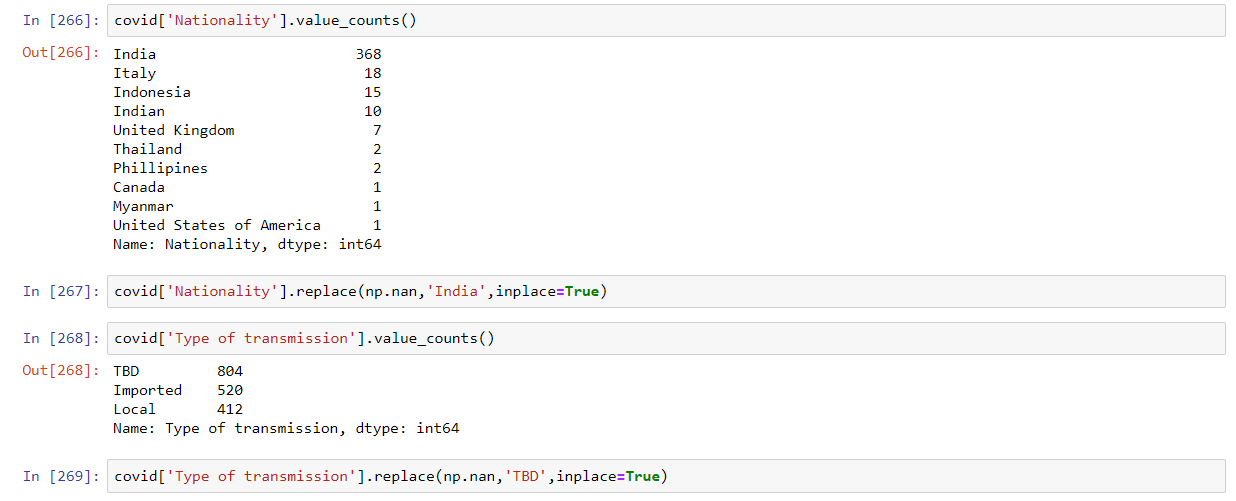 In [266]: covid['Nationality'].value_counts()
Out[266]: India 368
Italy 18
Indonesia 15
Indian 10
United Kingdom 7
Thailand 2
Phillipines 2
Canada 1
Myanmar 1
United States of America 1
Name: Nationality, dtype: int64
In [267]: covid['Nationality'].replace(np.nan,'India',inplace=True)
In [268]: covid['Type of transmission'].value_counts()
Out[268]: TBD 804
Imported 520
Local 412
Name: Type of transmission, dtype: int64
In [269]: covid['Type of transmission'].replace(np.nan,'TBD',inplace=True)